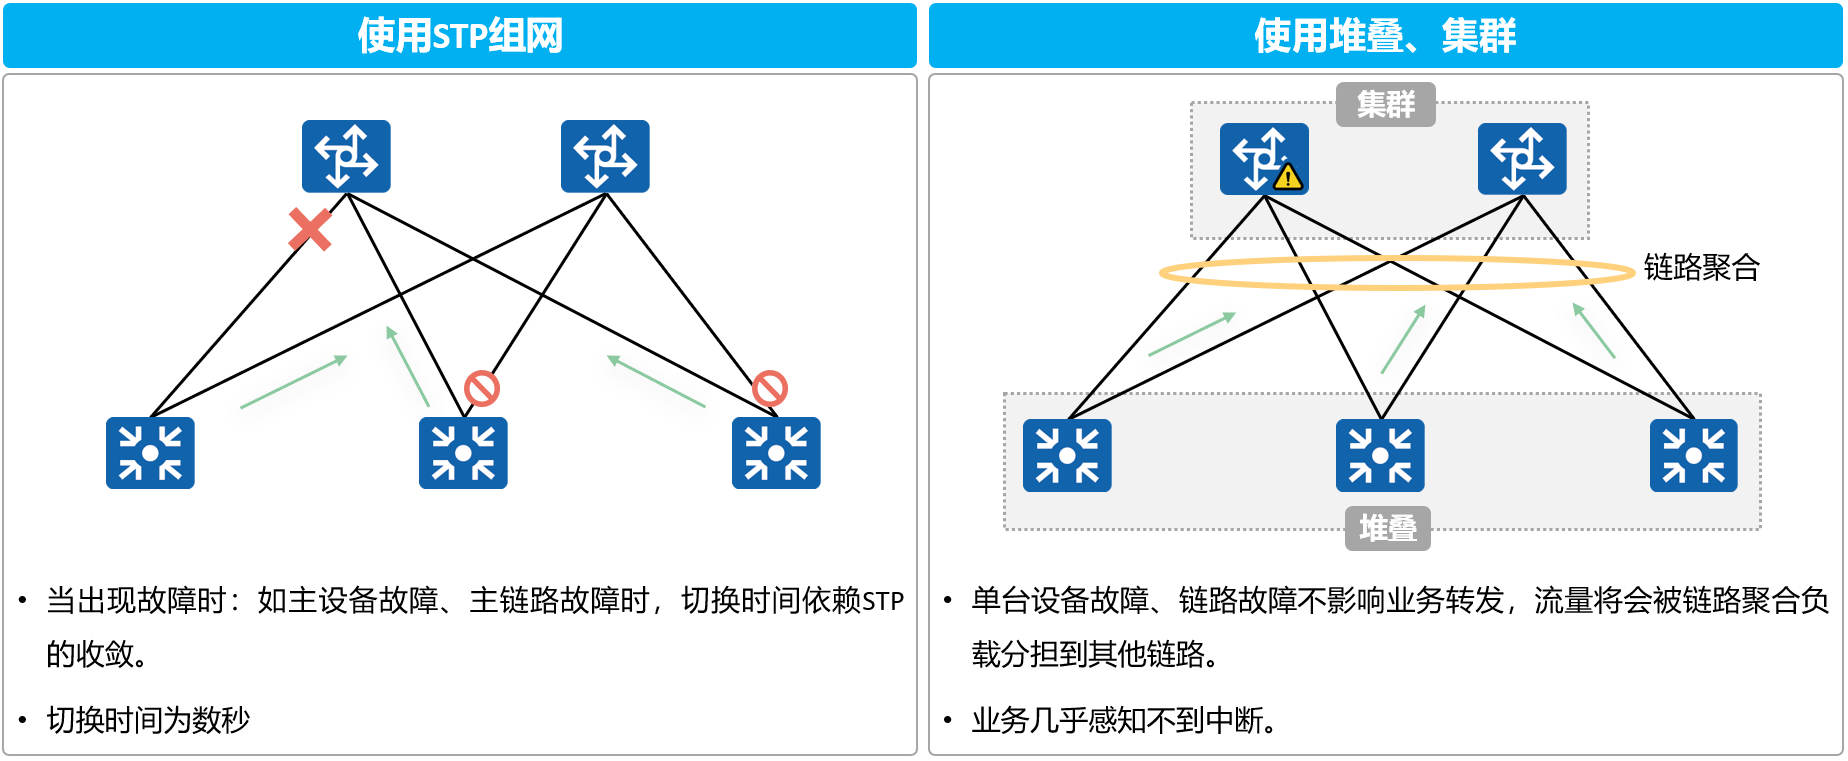 使用STP组网
• 当出现故障时：如主设备故障、主链路故障时，切换时间依赖STP
的收敛。
• 切换时间为数秒
使用堆叠、集群
集群
链路聚合
堆叠
• 单台设备故障、链路故障不影响业务转发，流量将会被链路聚合负
载分担到其他链路。
• 业务几乎感知不到中断。